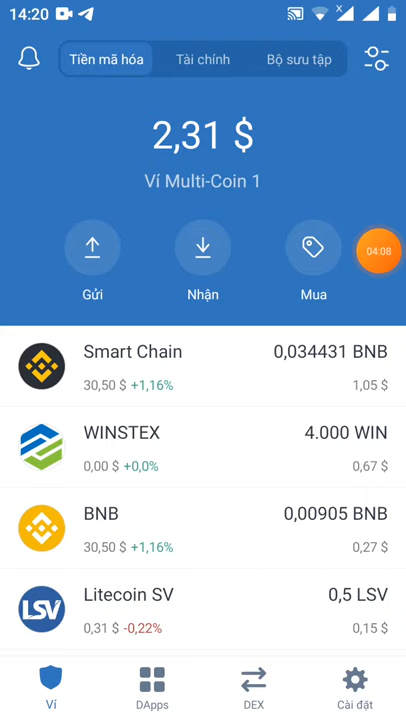 14:20
Tiền mã hóa
Tài chính
Bộ sưu tập
2,31 $
Ví Multi-Coin 1
04:08
Gửi
Nhận
Mua
Smart Chain
0,034431 BNB
30,50 $ +1,16%
1,05 $
WINSTEX
4.000 WIN
0,00 $ +0,0%
0,67 $
BNB
0,00905 BNB
30,50 $ +1,16%
0,27 $
LSV
Litecoin SV
0,5 LSV
0,31 $ -0,22%
0,15 $
Ví
DApps
DEX
Cài đặt